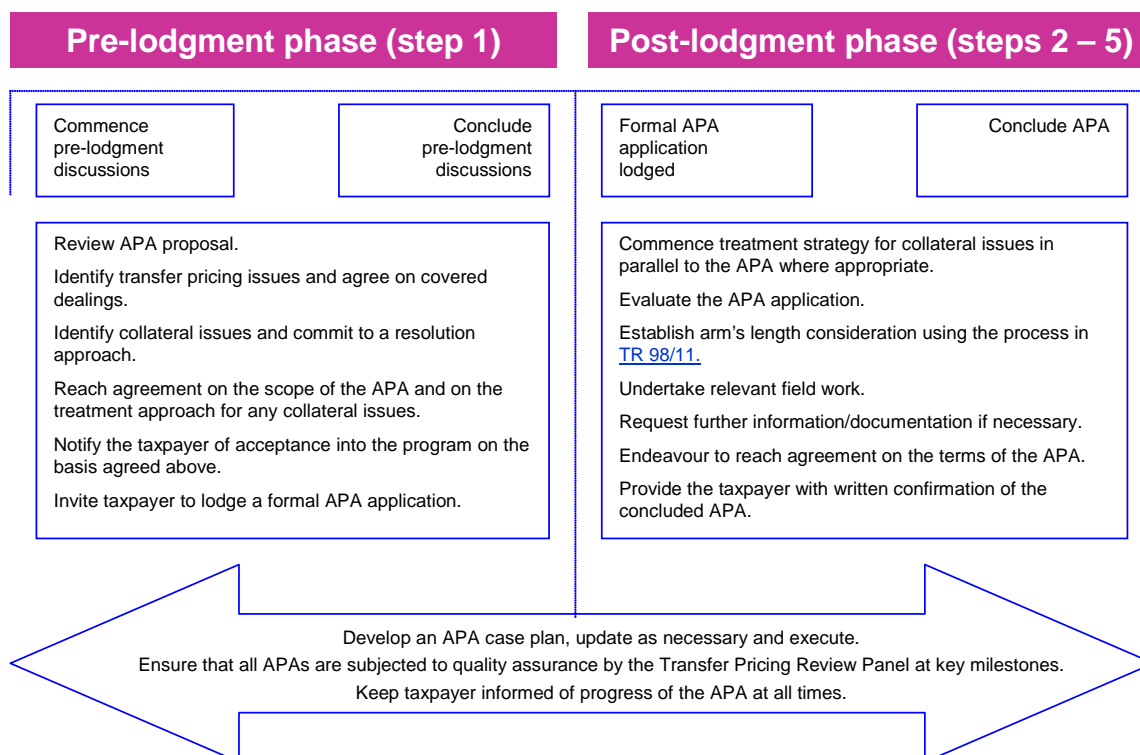 Pre-lodgment phase (step 1)
Post-lodgment phase (steps 2 – 5)
Commence
pre-lodgment
discussions
Conclude
pre-lodgment
discussions
Formal APA
application
lodged
Conclude APA
Review APA proposal.
Identify transfer pricing issues and agree on covered
dealings.
Identify collateral issues and commit to a resolution
approach.
Reach agreement on the scope of the APA and on the
treatment approach for any collateral issues.
Notify the taxpayer of acceptance into the program on the
basis agreed above.
Invite taxpayer to lodge a formal APA application.
Commence treatment strategy for collateral issues in
parallel to the APA where appropriate.
Evaluate the APA application.
Establish arm's length consideration using the process in
TR 98/11.
Undertake relevant field work.
Request further information/documentation if necessary.
Endeavour to reach agreement on the terms of the APA.
Provide the taxpayer with written confirmation of the
concluded APA.
Develop an APA case plan, update as necessary and execute.
Ensure that all APAs are subjected to quality assurance by the Transfer Pricing Review Panel at key milestones.
Keep taxpayer informed of progress of the APA at all times.